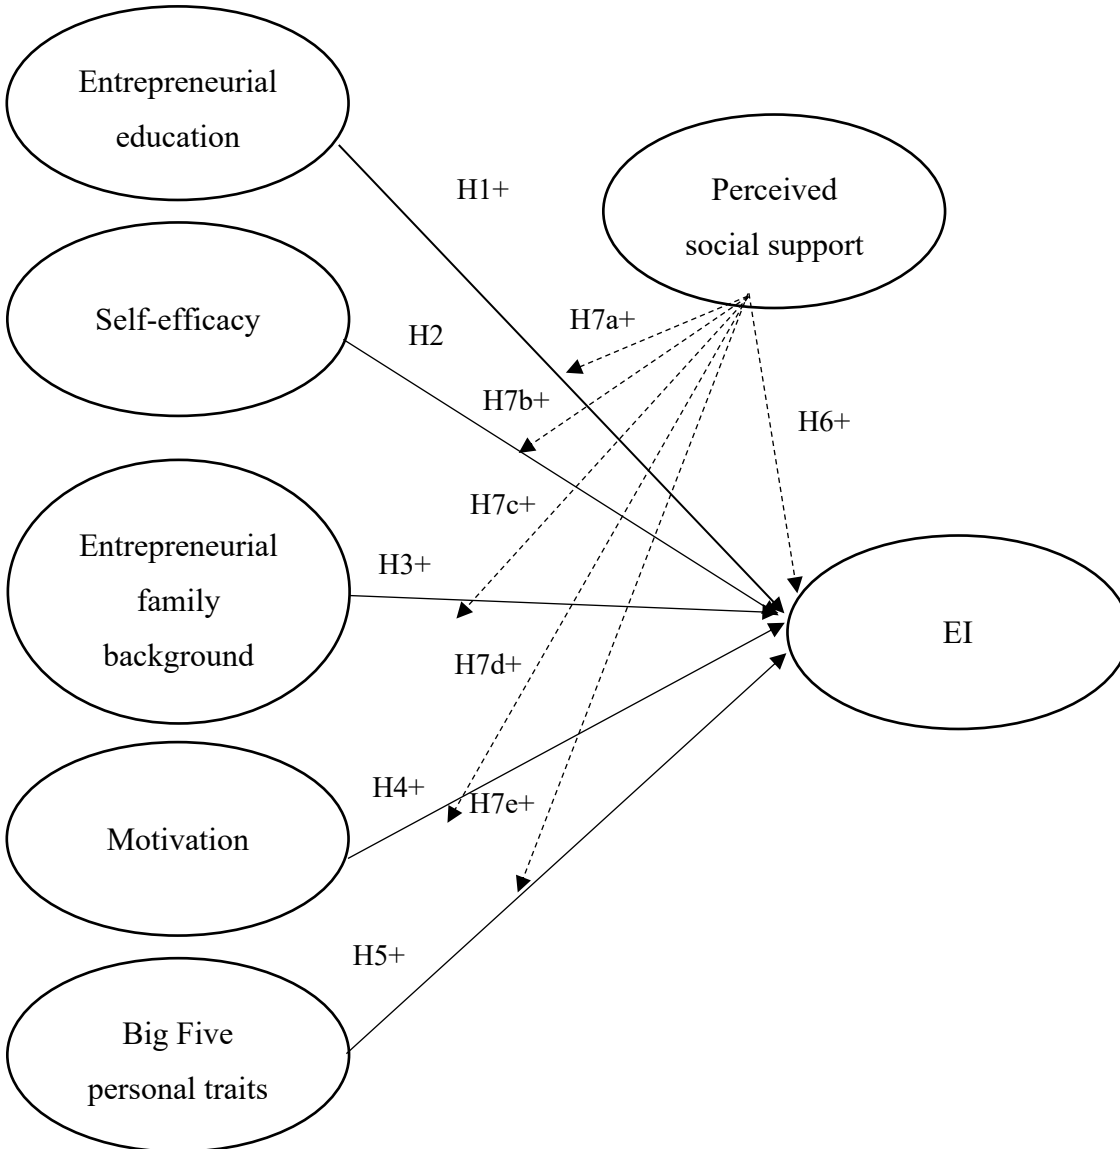 Entrepreneurial
education
H1+
Perceived
social support
Self-efficacy
H2
H7a+
H7b+
H6+
H7c+
Entrepreneurial
family
background
H3+
EI
H7d+
Motivation
H4+
H7e+
H5+
Big Five
personal traits